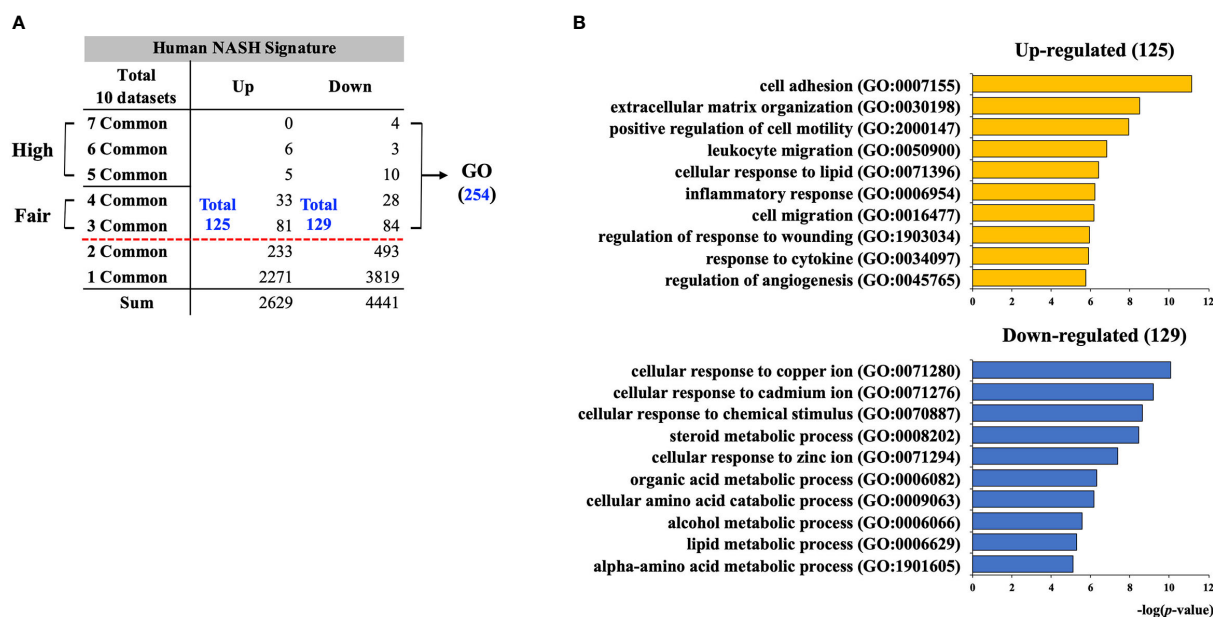 A
Human NASH Signature
Total
10 datasets
Up
Down
7 Common 0 4
6 Common 6 3
5 Common 5 10
4 Common 33 28
3 Common 81 84
2 Common 233 493
1 Common 2271 3819
Sum 2629 4441
High
Fair
Total
125
Total
129
GO
(254)
B
Up-regulated (125)
cell adhesion (GO:0007155)
extracellular matrix organization (GO:0030198)
positive regulation of cell motility (GO:2000147)
leukocyte migration (GO:0050900)
cellular response to lipid (GO:0071396)
inflammatory response (GO:0006954)
cell migration (GO:0016477)
regulation of response to wounding (GO:1903034)
response to cytokine (GO:0034097)
regulation of angiogenesis (GO:0045765)
0 2 4 6 8 10 12
Down-regulated (129)
cellular response to copper ion (GO:0071280)
cellular response to cadmium ion (GO:0071276)
cellular response to chemical stimulus (GO:0070887)
steroid metabolic process (GO:0008202)
cellular response to zinc ion (GO:0071294)
organic acid metabolic process (GO:0006082)
cellular amino acid catabolic process (GO:0009063)
alcohol metabolic process (GO:0006066)
lipid metabolic process (GO:0006629)
alpha-amino acid metabolic process (GO:1901605)
0 2 4 6 8 10 12
-log(p-value)